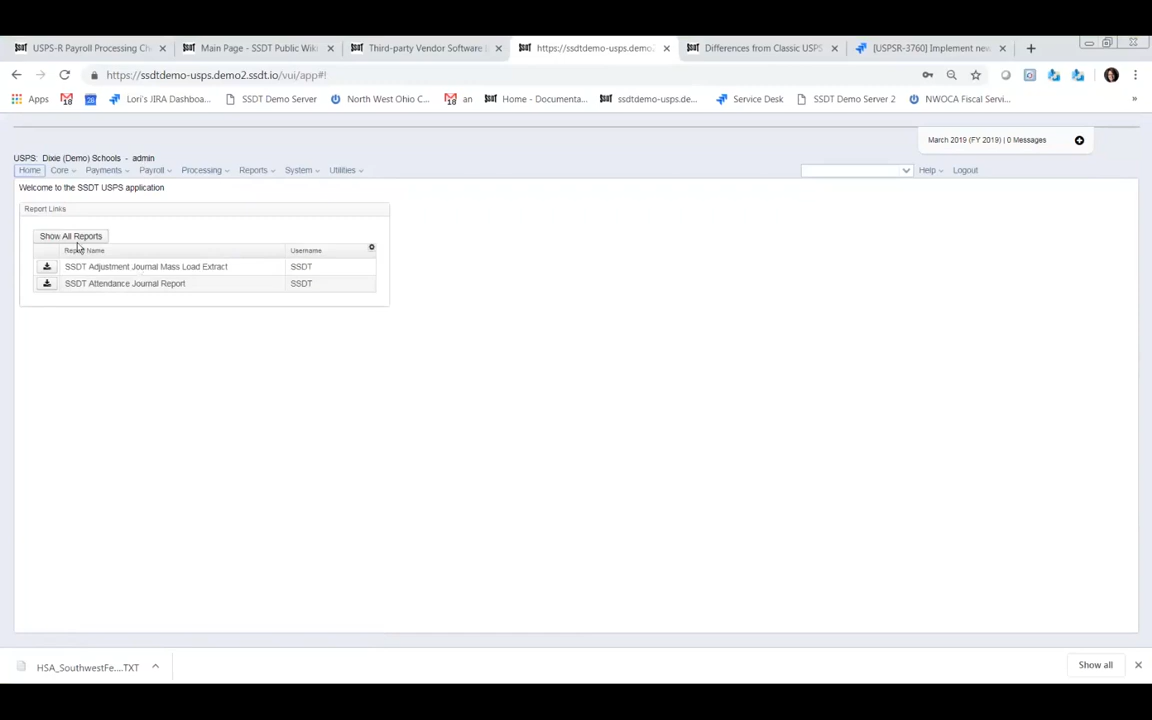 USPS-R Payroll Processing Ch
Main Page - SSDT Public Wiki
Third-party Vendor Software
https://ssdtdemo-usps.demo2.
Differences from Classic USPS
[USPSR-3760] Implement new
https://ssdtdemo-usps.demo2.ssdt.io/vui/app#!
Apps
18
Lori's JIRA Dashboa...
SSDT Demo Server
North West Ohio C...
18
an
Home - Documenta...
ssdtdemo-usps.de...
Service Desk
SSDT Demo Server 2
NWOCA Fiscal Servi...
»
March 2019 (FY 2019) | 0 Messages
USPS: Dixie (Demo) Schools - admin
Home Core Payments Payroll Processing Reports System Utilities Help Logout
Welcome to the SSDT USPS application
Report Links
Show All Reports
Report Name Username
SSDT Adjustment Journal Mass Load Extract SSDT
SSDT Attendance Journal Report SSDT
HSA_SouthwestFe....TXT
Show all